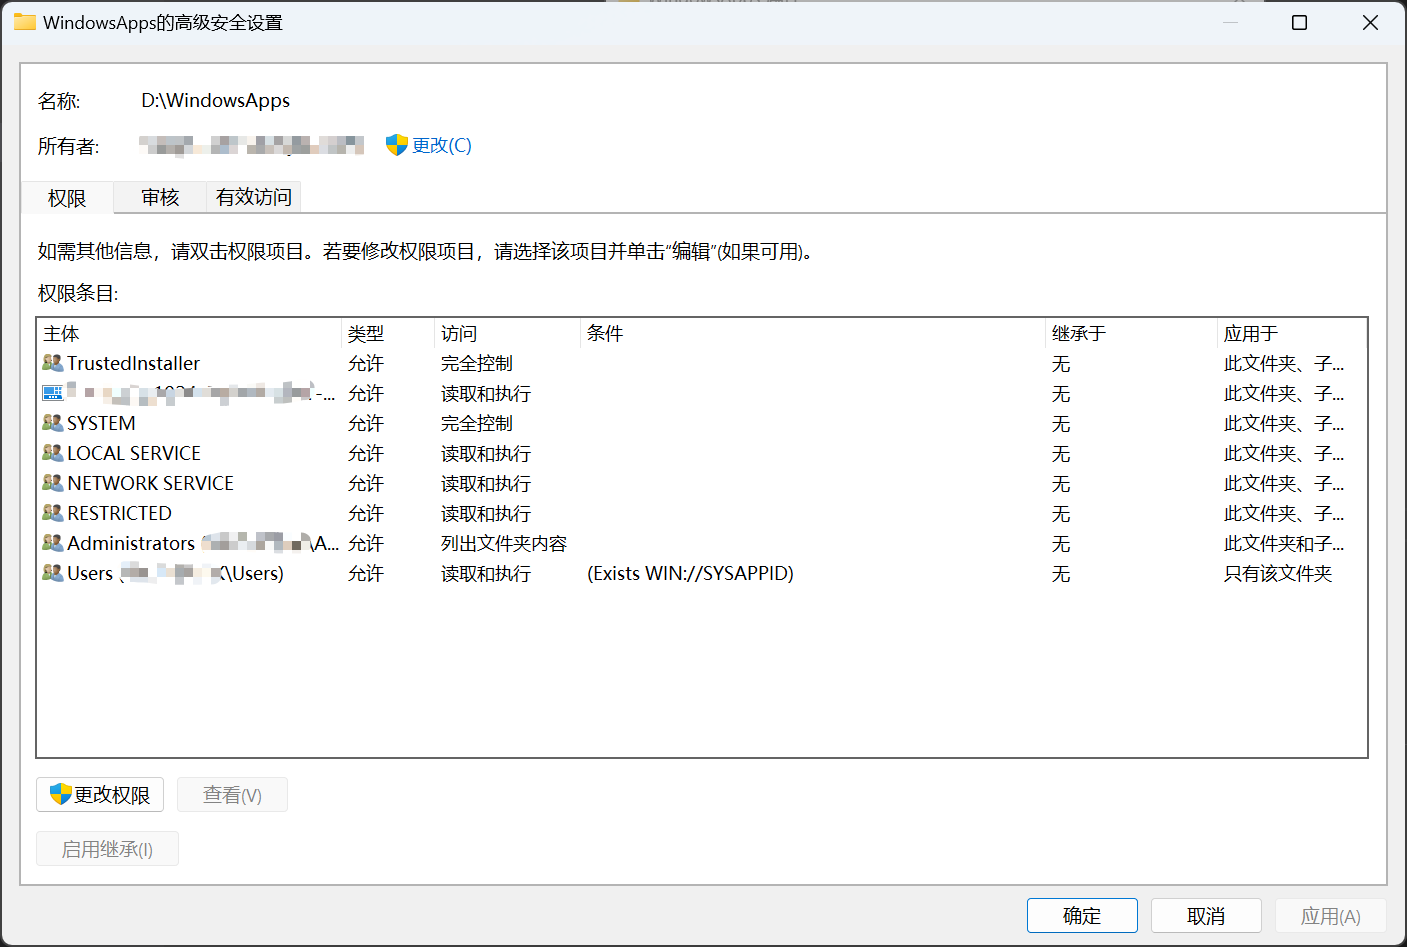 WindowsApps的高级安全设置
名称: D:\WindowsApps
所有者: 更改(C)
权限 审核 有效访问
如需其他信息，请双击权限项目。若要修改权限项目，请选择该项目并单击“编辑”(如果可用)。
权限条目:
主体 类型 访问 条件 继承于 应用于
TrustedInstaller 允许 完全控制 无 此文件夹、子...
-... 允许 读取和执行 无 此文件夹、子...
SYSTEM 允许 完全控制 无 此文件夹、子...
LOCAL SERVICE 允许 读取和执行 无 此文件夹、子...
NETWORK SERVICE 允许 读取和执行 无 此文件夹、子...
RESTRICTED 允许 读取和执行 无 此文件夹、子...
Administrators \A... 允许 列出文件夹内容 无 此文件夹和子...
Users \Users) 允许 读取和执行 (Exists WIN://SYSAPPID) 无 只有该文件夹
更改权限 查看(V)
启用继承(I)
确定 取消 应用(A)